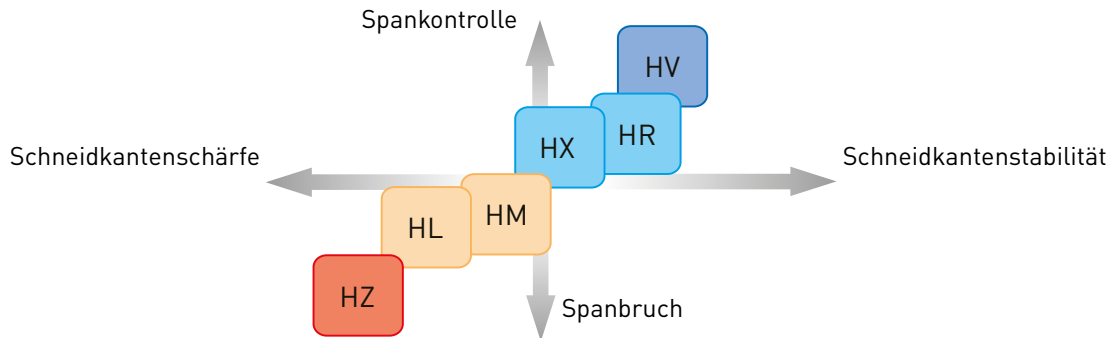 Spankontrolle
HV
HR
HX
Schneidkantenschärfe
Schneidkantenstabilität
HM
HL
HZ
Spanbruch